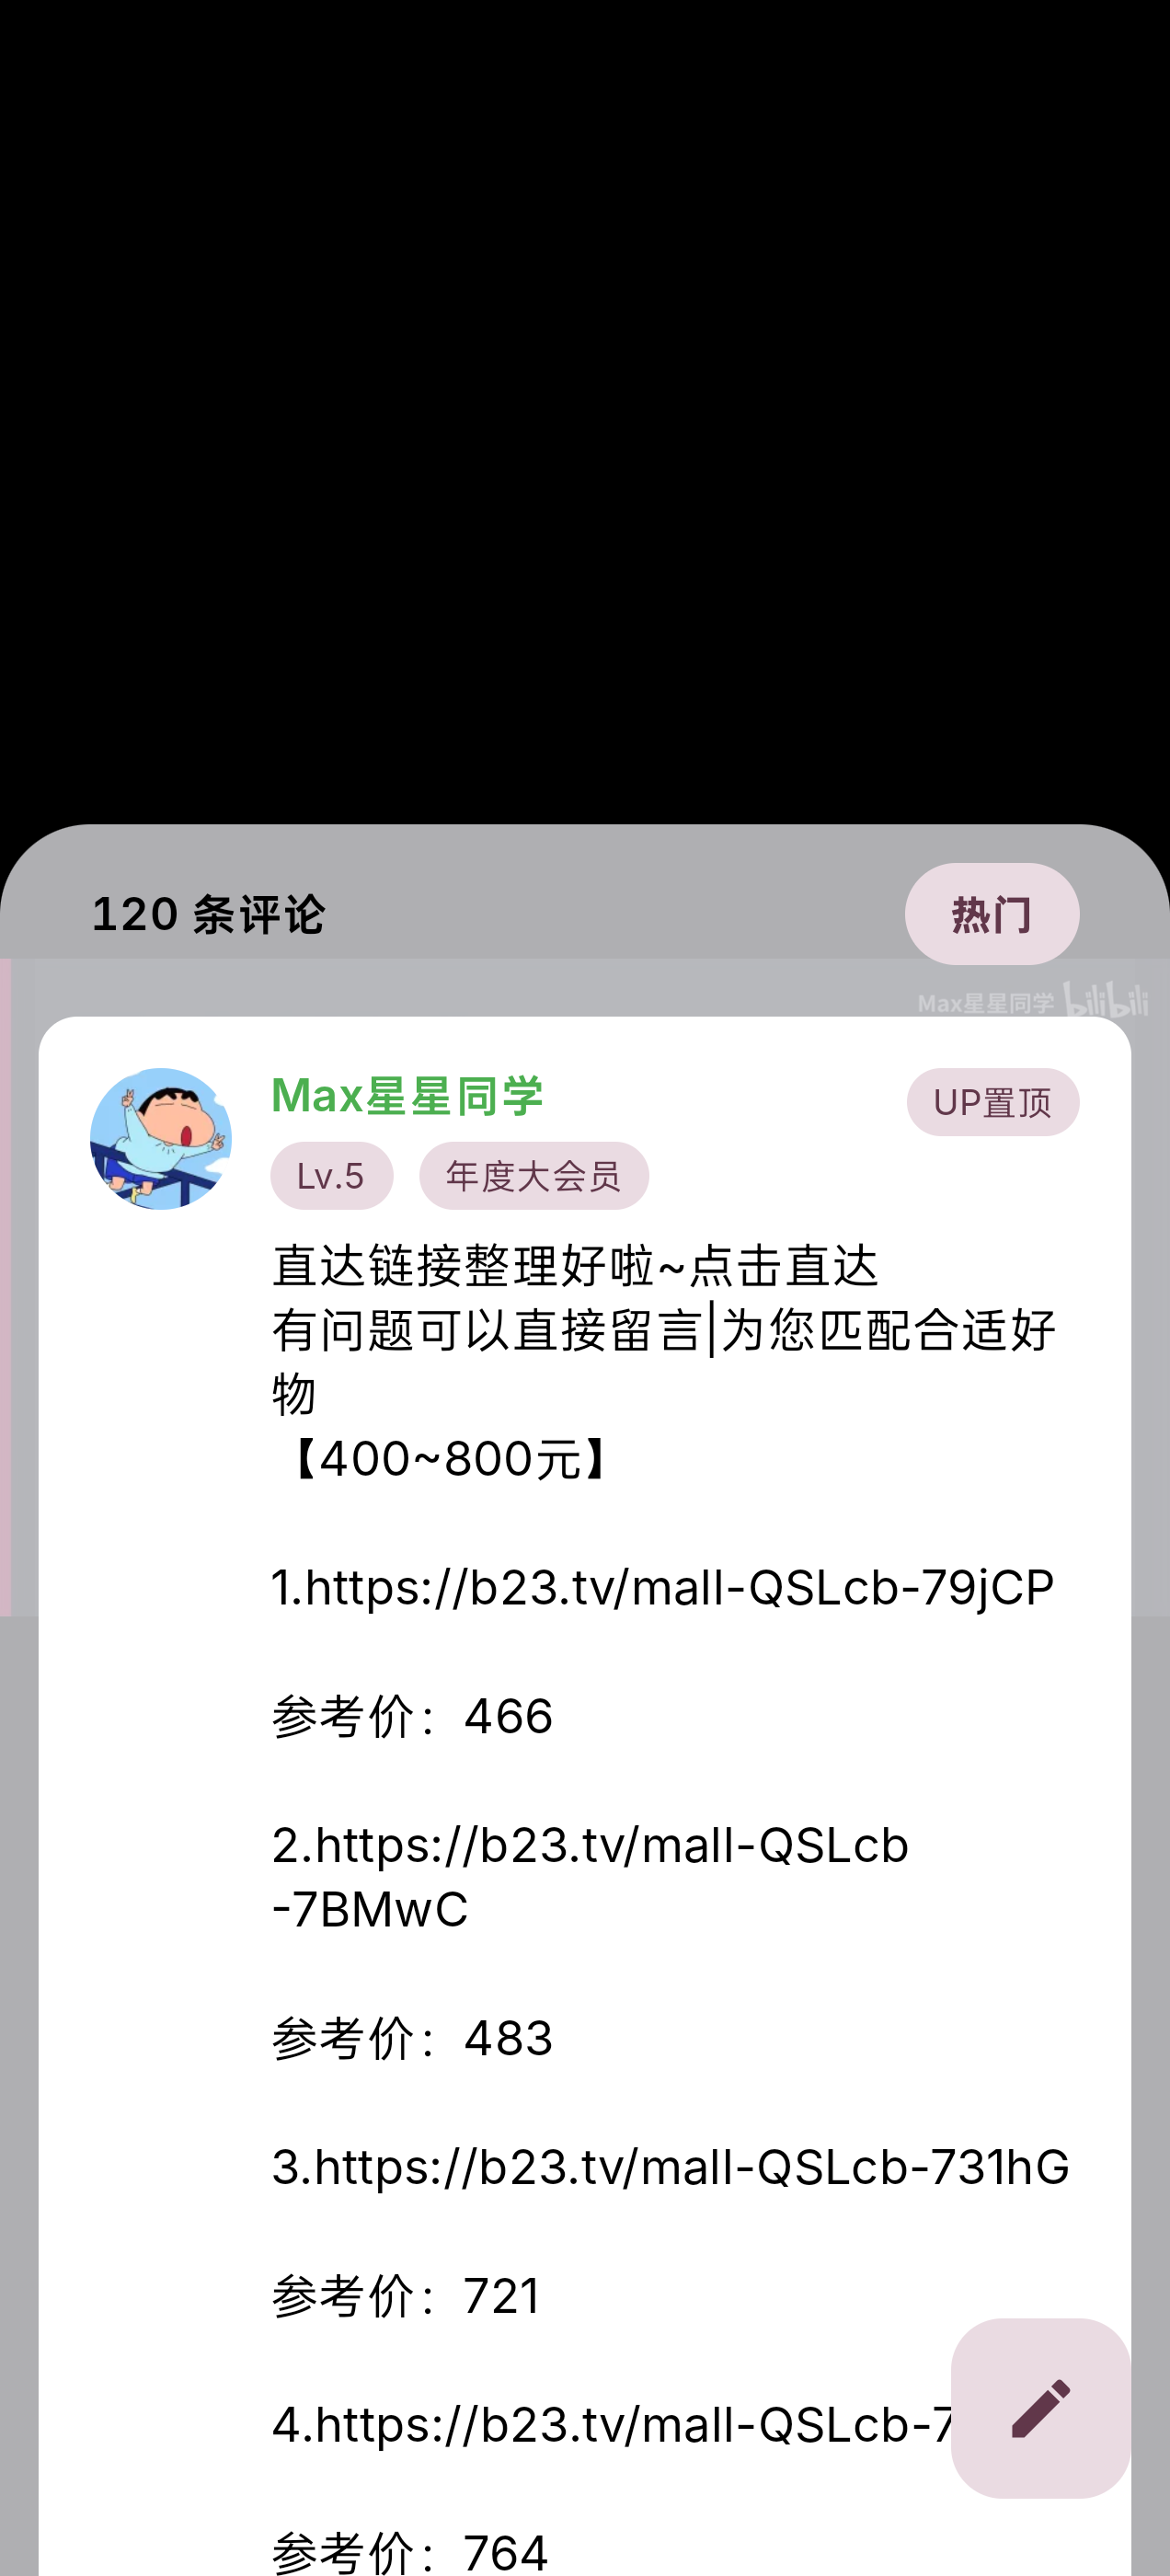 120 条评论
热门
Max星星同学 bilibili
Max星星同学
UP置顶
Lv.5
年度大会员
直达链接整理好啦~点击直达
有问题可以直接留言|为您匹配合适好
物
【400~800元】
1.https://b23.tv/mall-QSLcb-79jCP
参考价：466
2.https://b23.tv/mall-QSLcb
-7BMwC
参考价：483
3.https://b23.tv/mall-QSLcb-731hG
参考价：721
4.https://b23.tv/mall-QSLcb-7
参考价：764